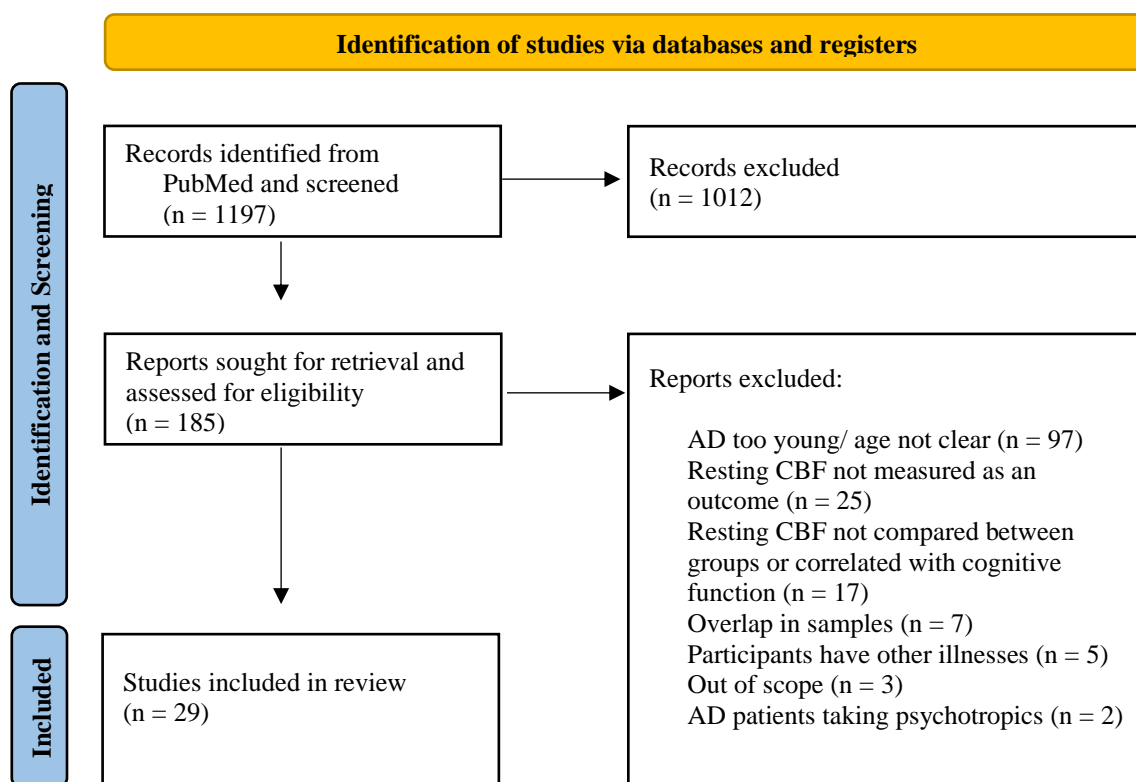 Identification of studies via databases and registers
Identification and Screening
Records identified from
PubMed and screened
(n = 1197)
Records excluded
(n = 1012)
Reports sought for retrieval and
assessed for eligibility
(n = 185)
Reports excluded:
AD too young/ age not clear (n = 97)
Resting CBF not measured as an
outcome (n = 25)
Resting CBF not compared between
groups or correlated with cognitive
function (n = 17)
Overlap in samples (n = 7)
Participants have other illnesses (n = 5)
Out of scope (n = 3)
AD patients taking psychotropics (n = 2)
Included
Studies included in review
(n = 29)